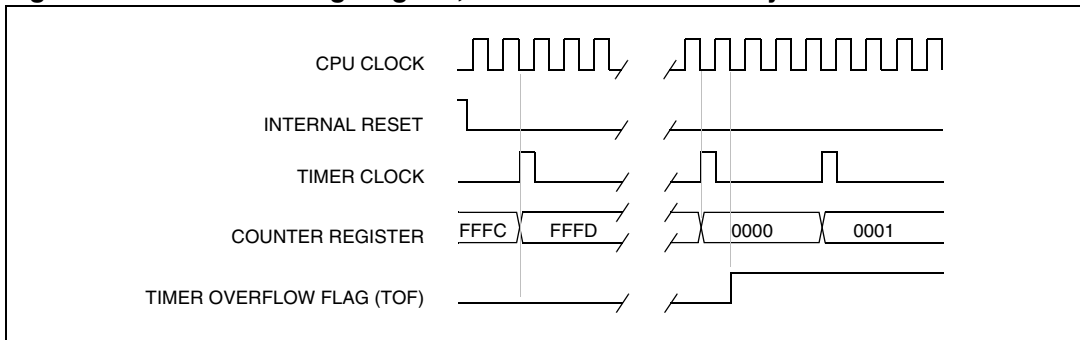 CPU CLOCK
INTERNAL RESET
TIMER CLOCK
COUNTER REGISTER FFFC FFFD 0000 0001
TIMER OVERFLOW FLAG (TOF)